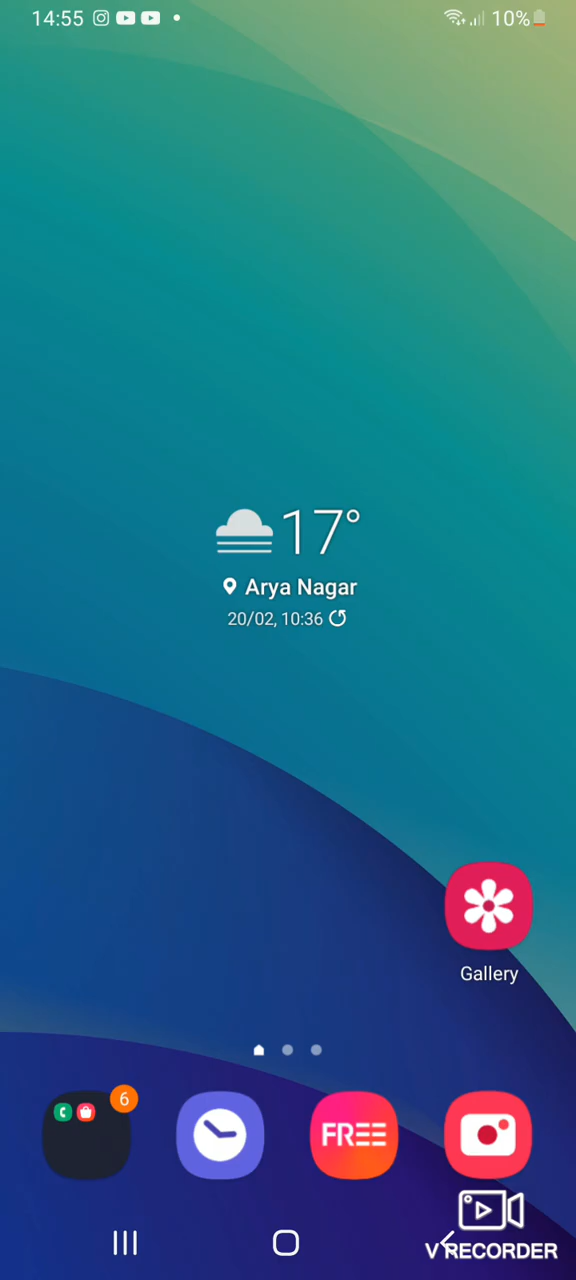 14:55 10%
17°
Arya Nagar
20/02, 10:36
Gallery
6
FREE
V RECORDER